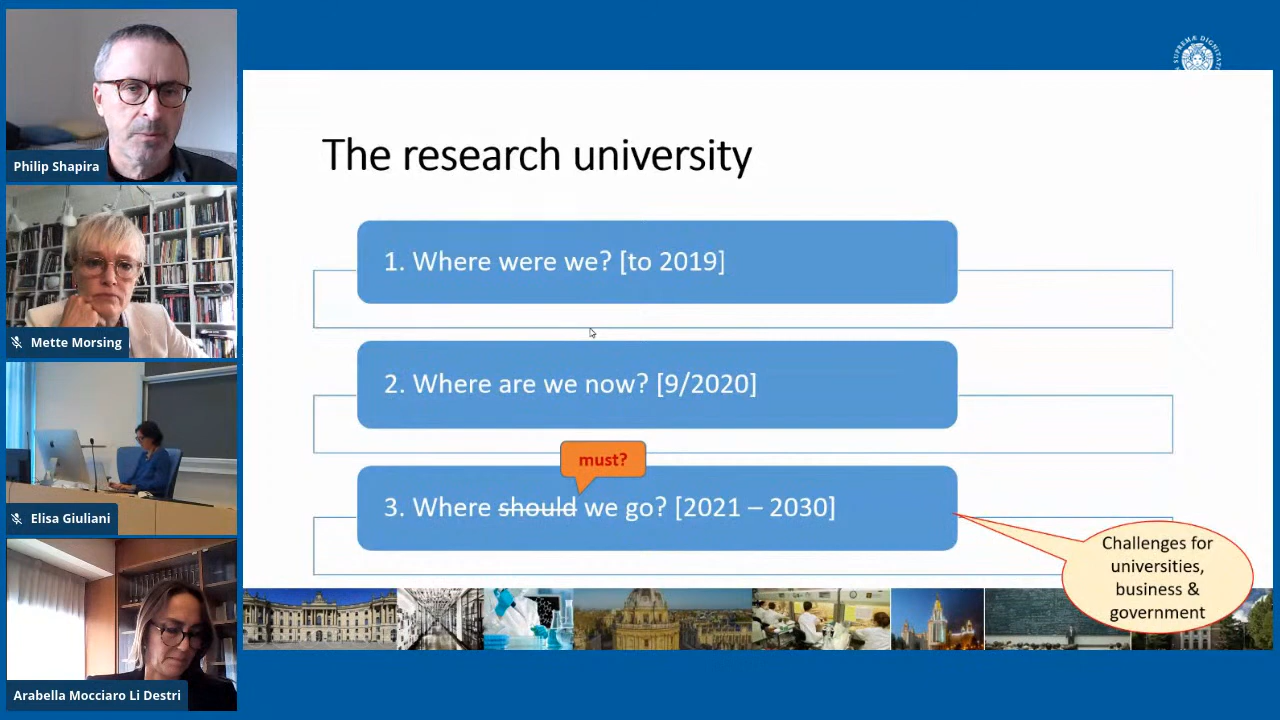 SUPREMÆ DIGNITAT
Philip Shapira
Mette Morsing
Elisa Giuliani
Arabella Mocciaro Li Destri
The research university
1. Where were we? [to 2019]
2. Where are we now? [9/2020]
must?
3. Where should we go? [2021 – 2030]
Challenges for
universities,
business &
government